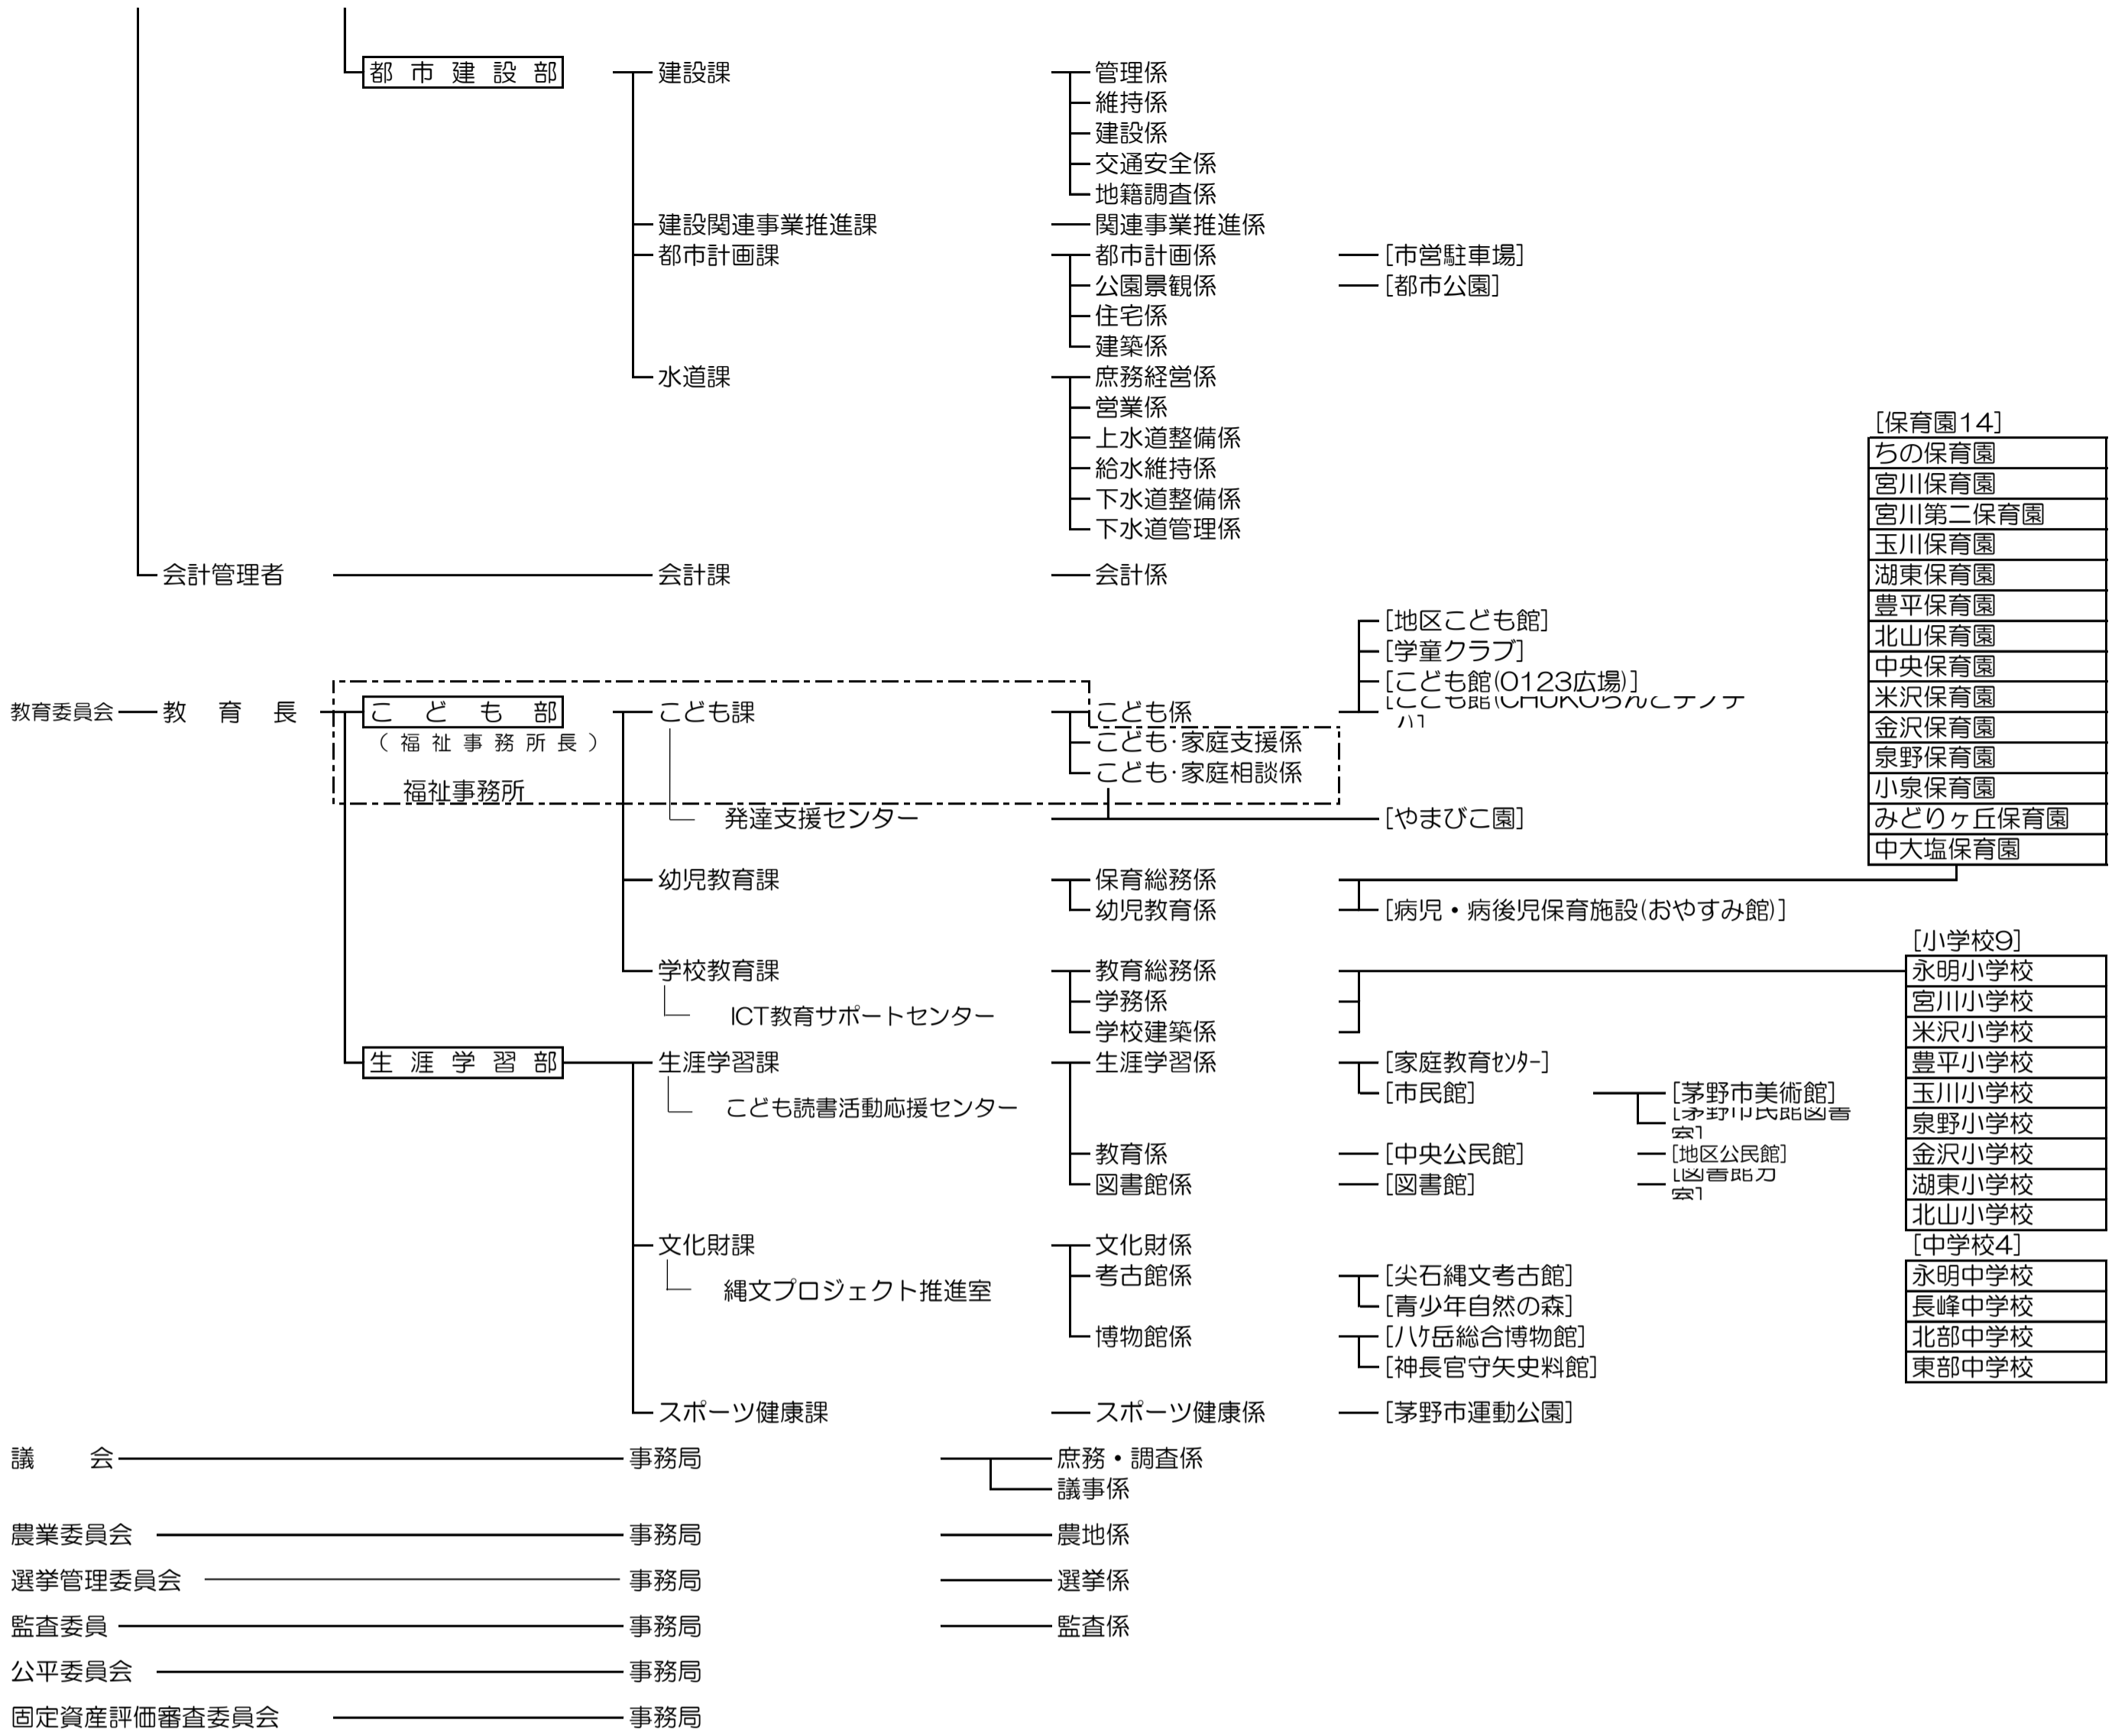 都市建設部 建設課 管理係
維持係
建設係
交通安全係
地籍調査係
建設関連事業推進課 関連事業推進係
都市計画課 都市計画係 [市営駐車場]
公園景観係 [都市公園]
住宅係
建築係
水道課 庶務経営係
営業係
上水道整備係
給水維持係
下水道整備係
下水道管理係
[保育園14]
ちの保育園
宮川保育園
宮川第二保育園
玉川保育園
湖東保育園
豊平保育園
北山保育園
中央保育園
米沢保育園
金沢保育園
泉野保育園
小泉保育園
みどりヶ丘保育園
中大塩保育園
会計管理者 会計課 会計係
[地区こども館]
[学童クラブ]
[こども館(0123広場)]
教育委員会 教育長 こども部 こども課 こども係 [こども館(CHUKOらんどチノチ
(福祉事務所長) こども・家庭支援係
こども・家庭相談係
福祉事務所
発達支援センター [やまびこ園]
幼児教育課 保育総務係
幼児教育係 [病児・病後児保育施設(おやすみ館)]
学校教育課 教育総務係
学務係
ICT教育サポートセンター
学校建築係
[小学校9]
永明小学校
宮川小学校
米沢小学校
豊平小学校
玉川小学校
泉野小学校
金沢小学校
湖東小学校
北山小学校
[中学校4]
永明中学校
長峰中学校
北部中学校
東部中学校
生涯学習部 生涯学習課 生涯学習係 [家庭教育ｾﾝﾀｰ]
[市民館] [茅野市美術館]
こども読書活動応援センター
[茅野市民館図書
室]
教育係 [中央公民館] [地区公民館]
図書館係 [図書館] [図書館分
室]
文化財課 文化財係
考古館係 [尖石縄文考古館]
縄文プロジェクト推進室
[青少年自然の森]
博物館係 [八ｹ岳総合博物館]
[神長官守矢史料館]
スポーツ健康課 スポーツ健康係 [茅野市運動公園]
議会 事務局 庶務・調査係
議事係
農業委員会 事務局 農地係
選挙管理委員会 事務局 選挙係
監査委員 事務局 監査係
公平委員会 事務局
固定資産評価審査委員会 事務局